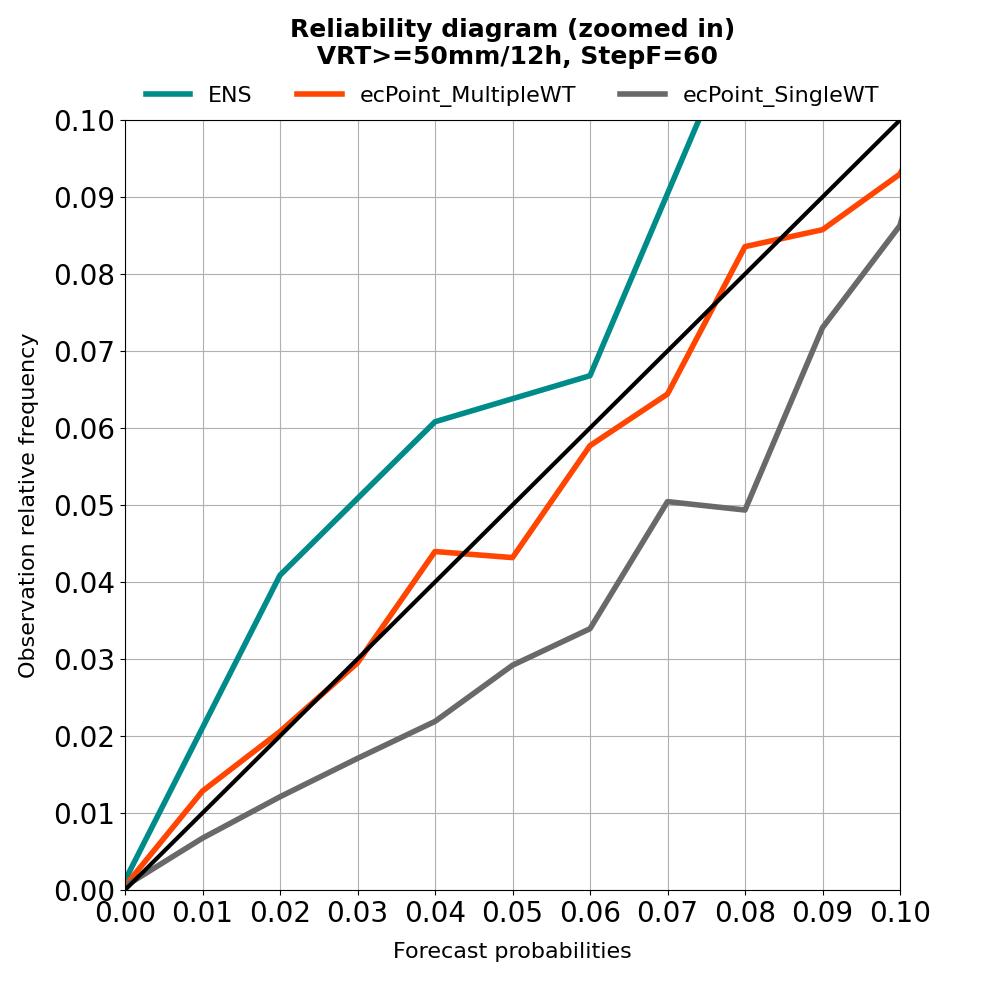 Reliability diagram (zoomed in)
VRT>=50mm/12h, StepF=60
ENS ecPoint_MultipleWT ecPoint_SingleWT
0.10
0.09
0.08
0.07
0.06
0.05
0.04
0.03
0.02
0.01
0.00
Observation relative frequency
0.00 0.01 0.02 0.03 0.04 0.05 0.06 0.07 0.08 0.09 0.10
Forecast probabilities